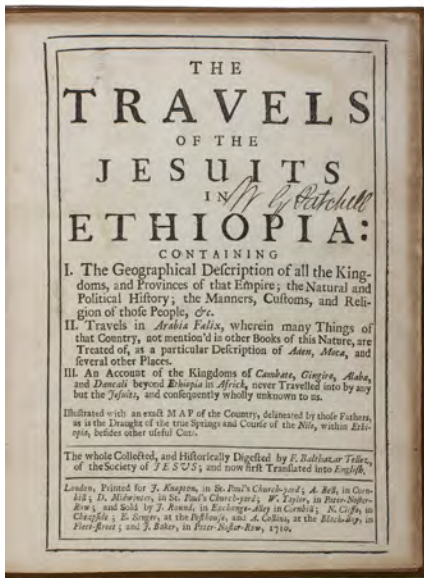 THE
TRAVELS
OF THE
JESUITS
IN
ETHIOPIA:
CONTAINING
I. The Geographical Deſcription of all the King-
doms, and Provinces of that Empire; the Natural and
Political Hiſtory; the Manners, Cuſtoms, and Reli-
gion of thoſe People, &c.
II. Travels in Arabia Fælix, wherein many Things of
that Country, not mention'd in other Books of this Nature, are
Treated of, as a particular Deſcription of Aden, Moca, and
ſeveral other Places.
III. An Account of the Kingdoms of Cambate, Gingiro, Alaba,
and Dancali beyond Ethiopia in Africk, never Travelled into by any
but the Jeſuits, and conſequently wholly unknown to us.
Illuſtrated with an exact MAP of the Country, delineated by thoſe Fathers,
as is the Draught of the true Springs and Courſe of the Nile, within Ethi-
opia, beſides other uſeful Cuts.
The whole Collected, and Hiſtorically Digeſted by F. Balthazar Tellez,
of the Society of JESUS; and now firſt Tranſlated into Engliſh.
London, Printed for J. Knapton, in St. Paul's Church-yard; A. Bell, in Corn-
hill; D. Midwinter, in St. Paul's Church-yard; W. Taylor, in Pater-Noſter-
Row; and Sold by J. Round, in Exchange-Alley in Cornhill; N. Cliffe, in
Cheapſide; E. Sanger, at the Poſthouſe, and A. Collins, at the Black-Boy, in
Fleet-ſtreet; and J. Baker, in Pater-Noſter-Row, 1710.